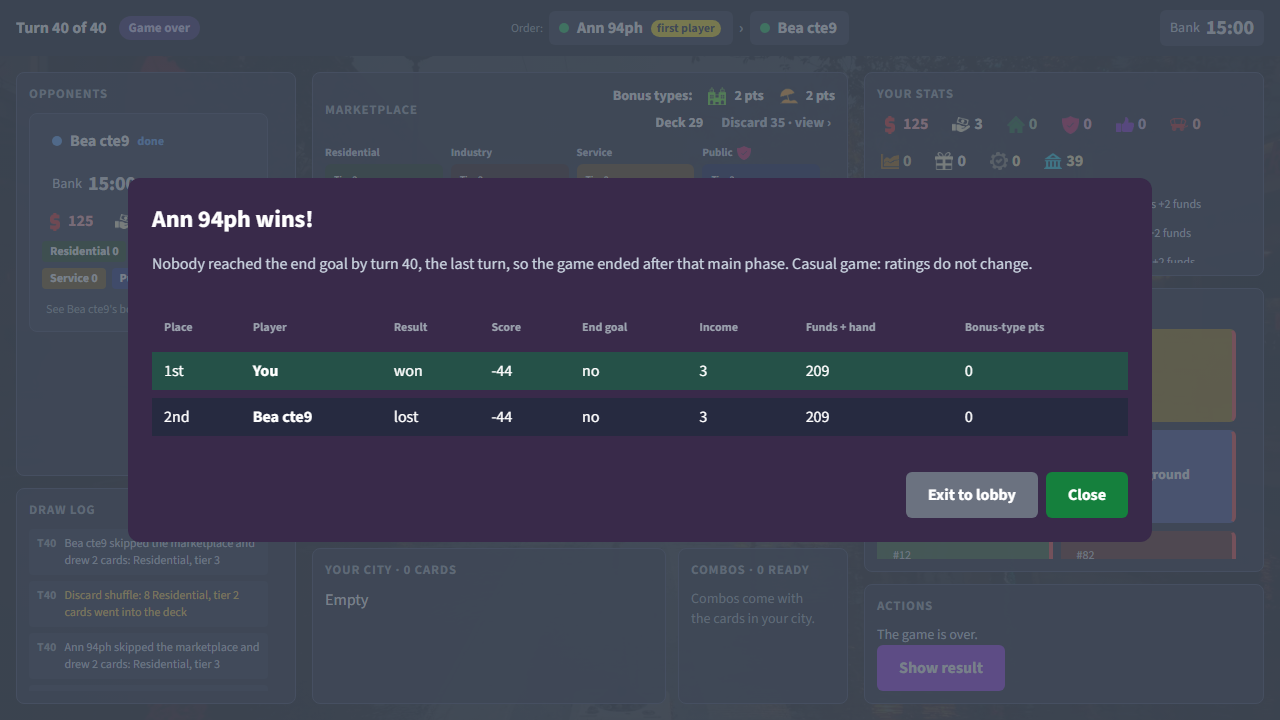 Turn 40 of 40 Game over
Order: Ann 94ph first player › Bea cte9
Bank 15:00
OPPONENTS
Bea cte9 done
Bank 15:00
125
Residential 0
Service 0
See Bea cte9's
MARKETPLACE
Bonus types: 2 pts 2 pts
Deck 29 Discard 35 · view ›
Residential Industry Service Public
YOUR STATS
125 3 0 0 0 0
0 0 0 39
+2 funds
2 funds
+2 funds
Ann 94ph wins!
Nobody reached the end goal by turn 40, the last turn, so the game ended after that main phase. Casual game: ratings do not change.
Place Player Result Score End goal Income Funds + hand Bonus-type pts
1st You won -44 no 3 209 0
2nd Bea cte9 lost -44 no 3 209 0
Exit to lobby Close
DRAW LOG
T40 Bea cte9 skipped the marketplace and
drew 2 cards: Residential, tier 3
T40 Discard shuffle: 8 Residential, tier 2
cards went into the deck
T40 Ann 94ph skipped the marketplace and
drew 2 cards: Residential, tier 3
YOUR CITY · 0 CARDS
Empty
COMBOS · 0 READY
Combos come with
the cards in your city.
#12 #82
ACTIONS
The game is over.
Show result